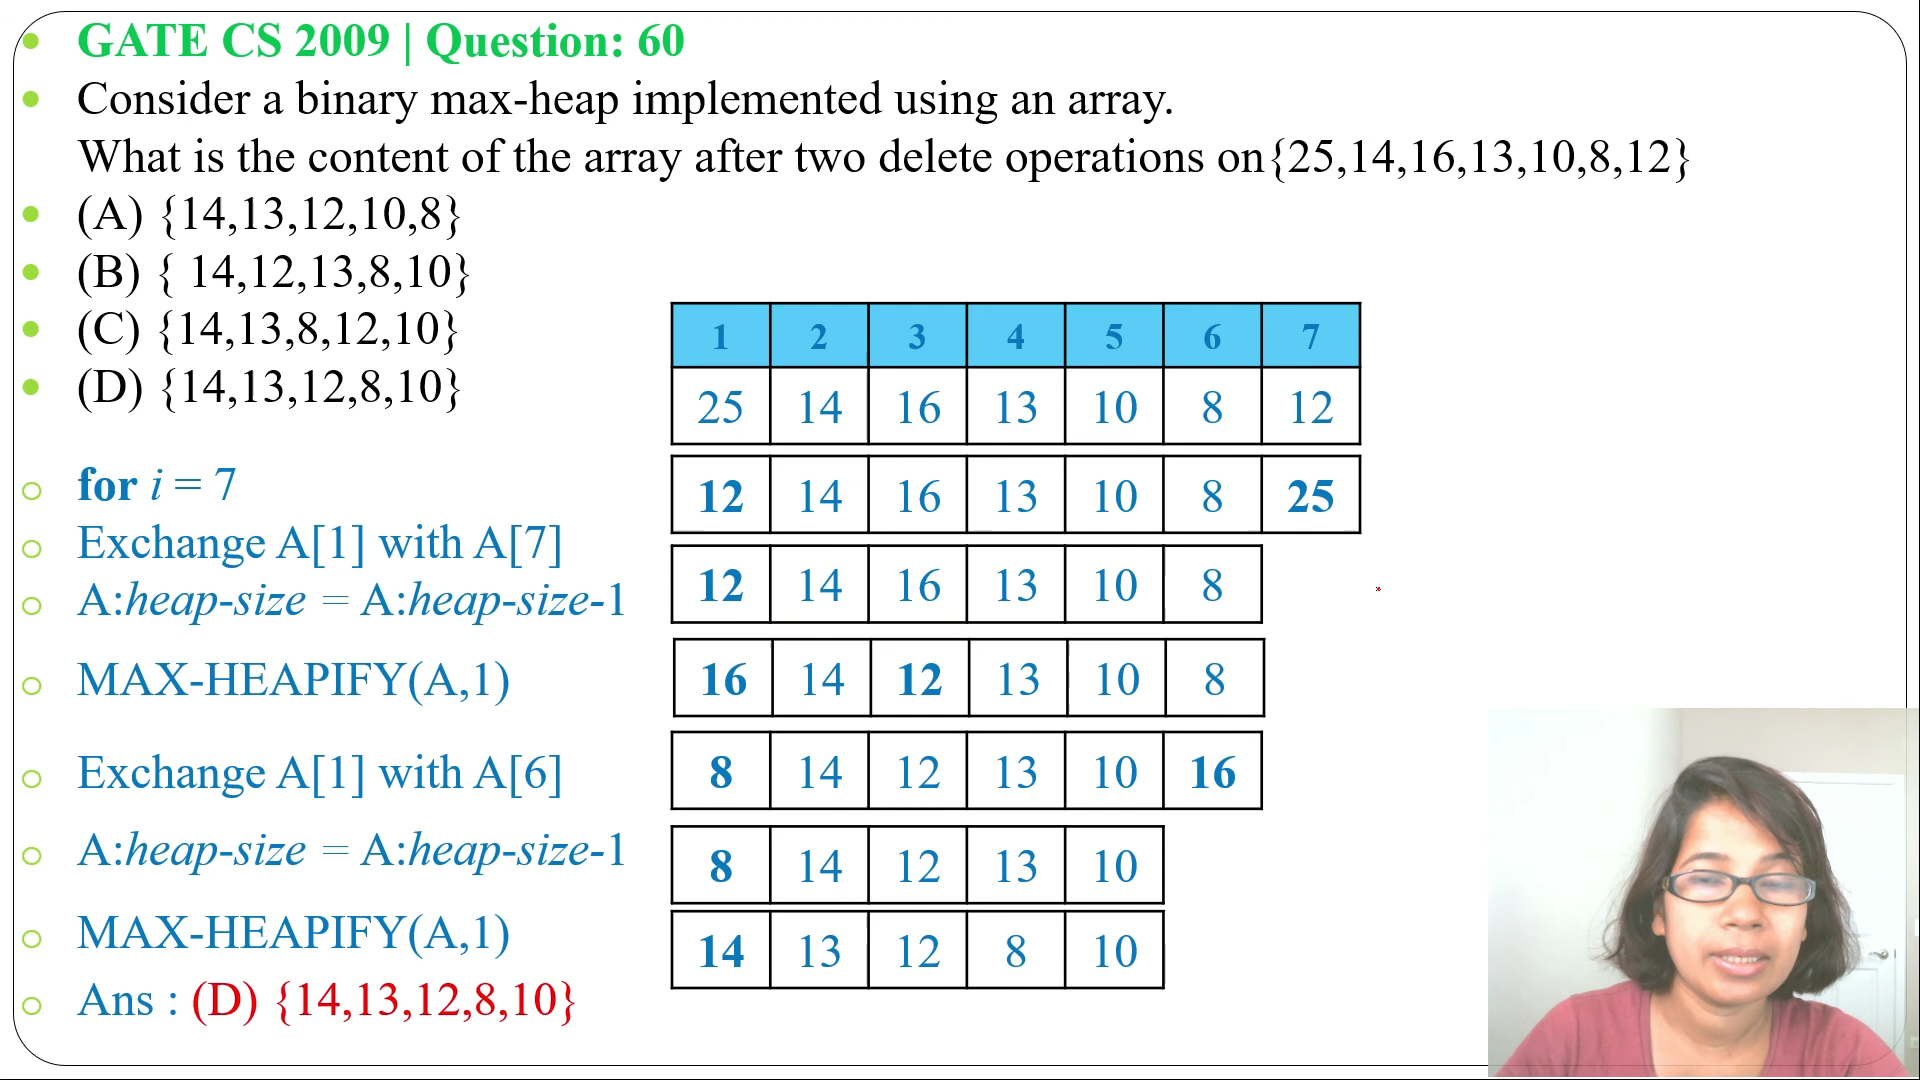 GATE CS 2009 | Question: 60
Consider a binary max-heap implemented using an array.
What is the content of the array after two delete operations on{25,14,16,13,10,8,12}
(A) {14,13,12,10,8}
(B) { 14,12,13,8,10}
(C) {14,13,8,12,10}
(D) {14,13,12,8,10}
1 2 3 4 5 6 7
25 14 16 13 10 8 12
for i = 7
12 14 16 13 10 8 25
Exchange A[1] with A[7]
A:heap-size = A:heap-size-1
12 14 16 13 10 8
MAX-HEAPIFY(A,1)
16 14 12 13 10 8
Exchange A[1] with A[6]
8 14 12 13 10 16
A:heap-size = A:heap-size-1
8 14 12 13 10
MAX-HEAPIFY(A,1)
14 13 12 8 10
Ans : (D) {14,13,12,8,10}